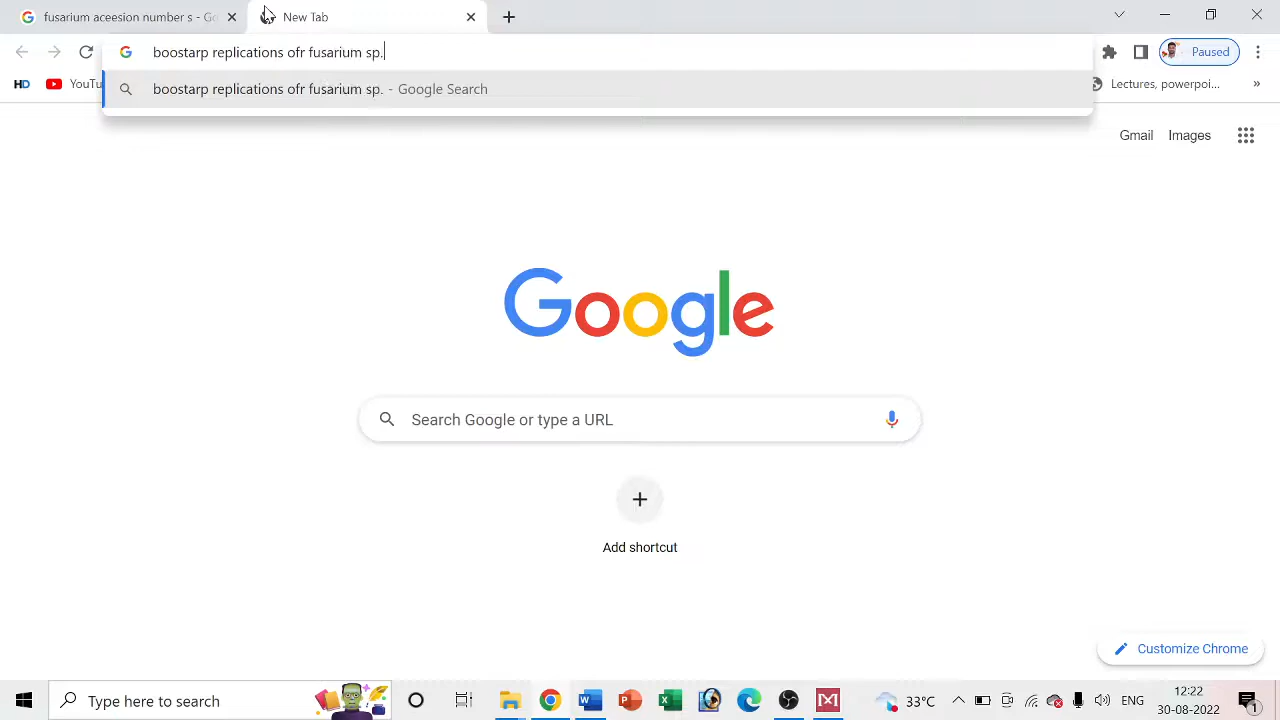 fusarium aceesion number s - Go
New Tab
boostarp replications ofr fusarium sp.
Paused
boostarp replications ofr fusarium sp. - Google Search
HD
YouTu
Lectures, powerpoi...
»
Gmail Images
Google
Search Google or type a URL
Add shortcut
Customize Chrome
Type here to search
33°C
ENG
12:22
30-08-2022
1